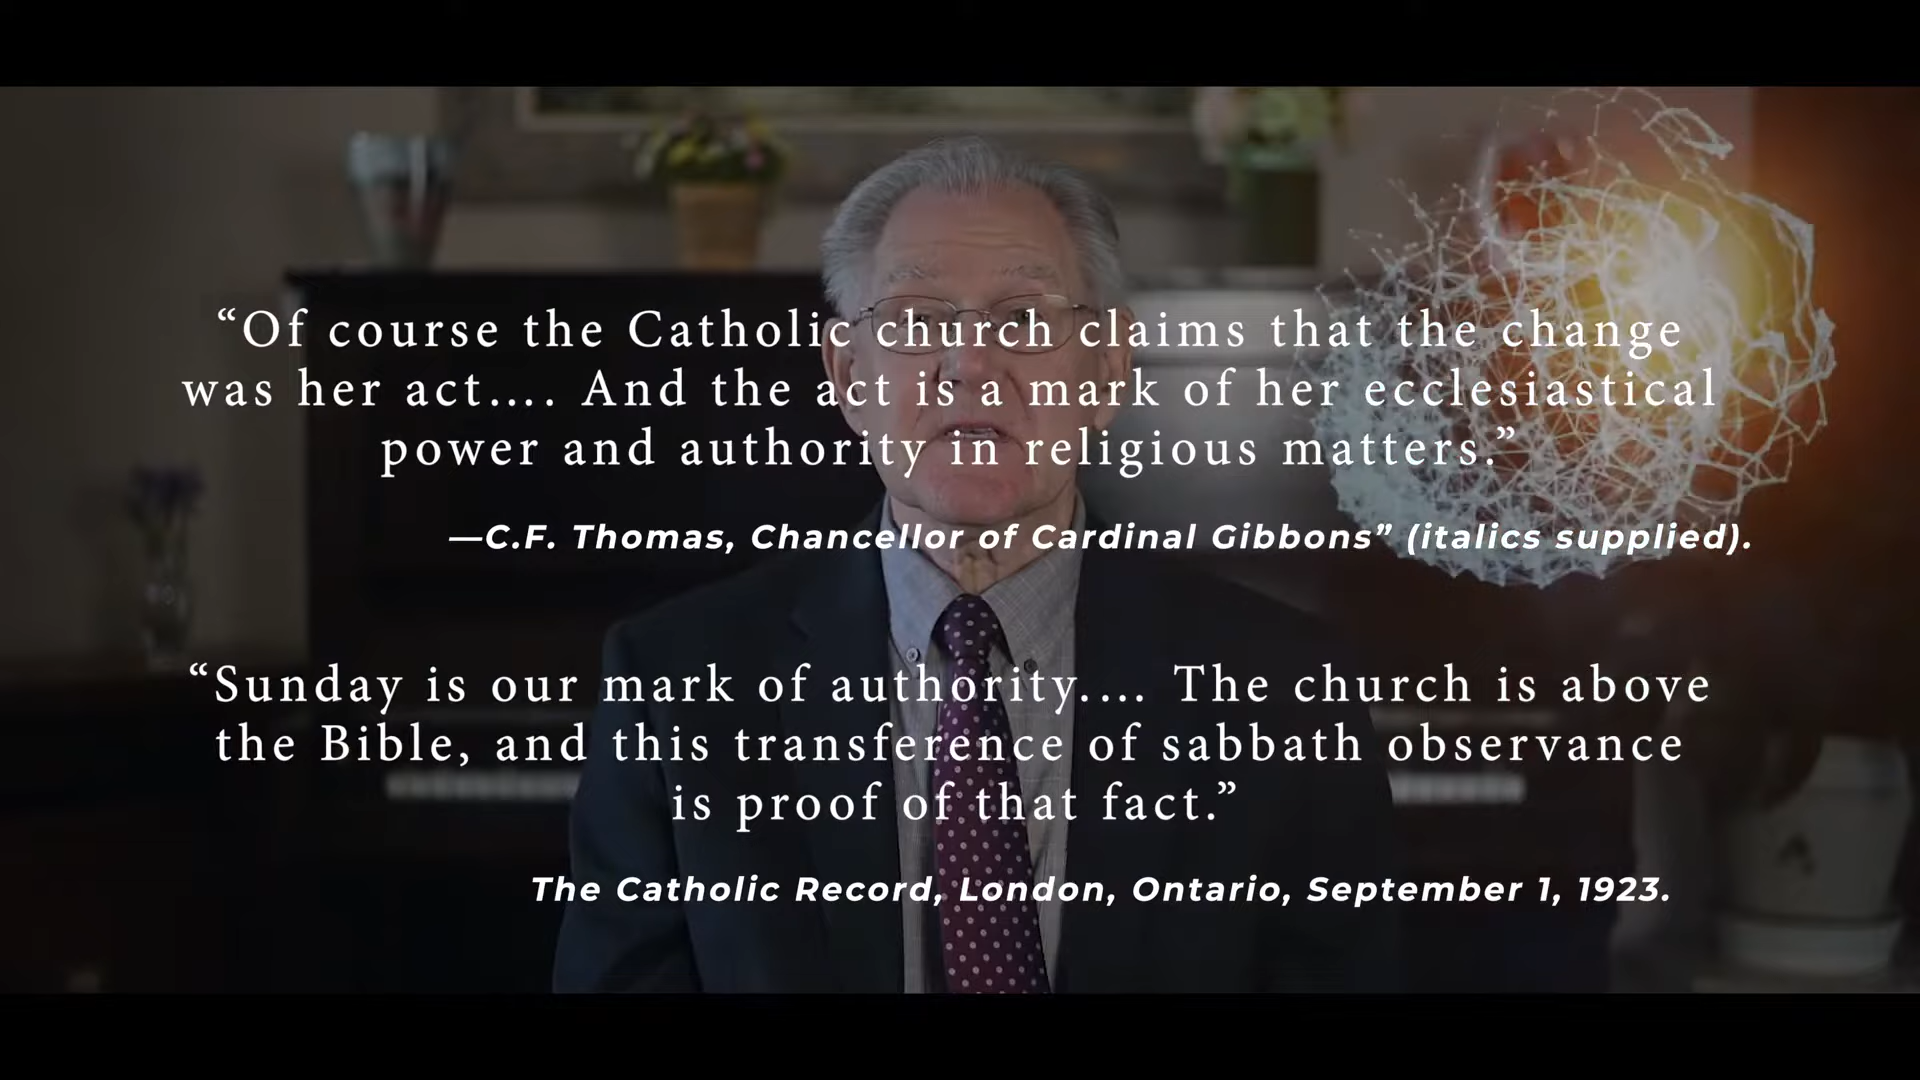 “Of course the Catholic church claims that the change
was her act.... And the act is a mark of her ecclesiastical
power and authority in religious matters.”
—C.F. Thomas, Chancellor of Cardinal Gibbons” (italics supplied).
“Sunday is our mark of authority.... The church is above
the Bible, and this transference of sabbath observance
is proof of that fact.”
The Catholic Record, London, Ontario, September 1, 1923.